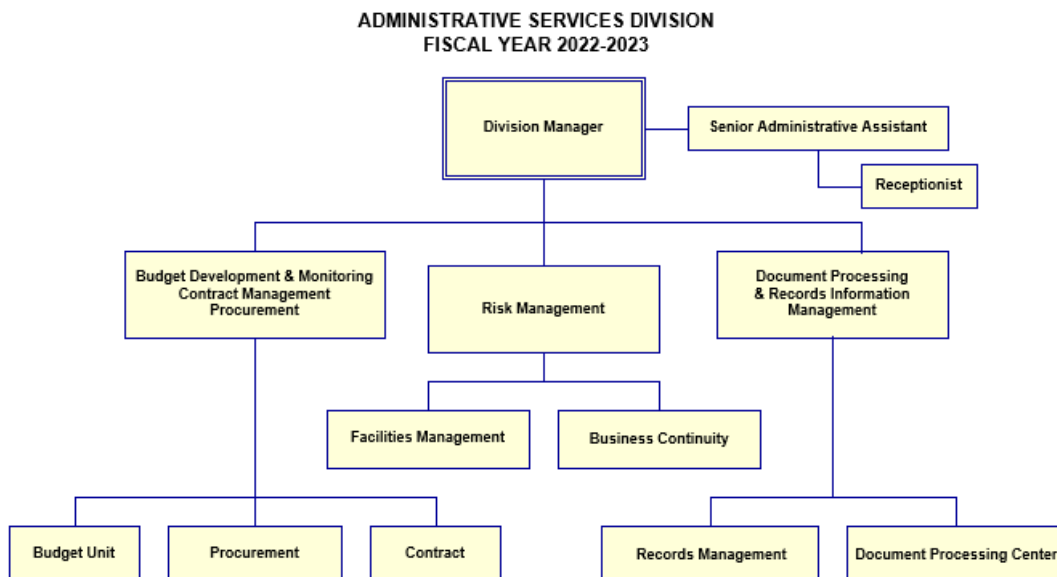 ADMINISTRATIVE SERVICES DIVISION
FISCAL YEAR 2022-2023
Division Manager
Senior Administrative Assistant
Receptionist
Budget Development & Monitoring
Contract Management
Procurement
Risk Management
Document Processing
& Records Information
Management
Facilities Management
Business Continuity
Budget Unit
Procurement
Contract
Records Management
Document Processing Center